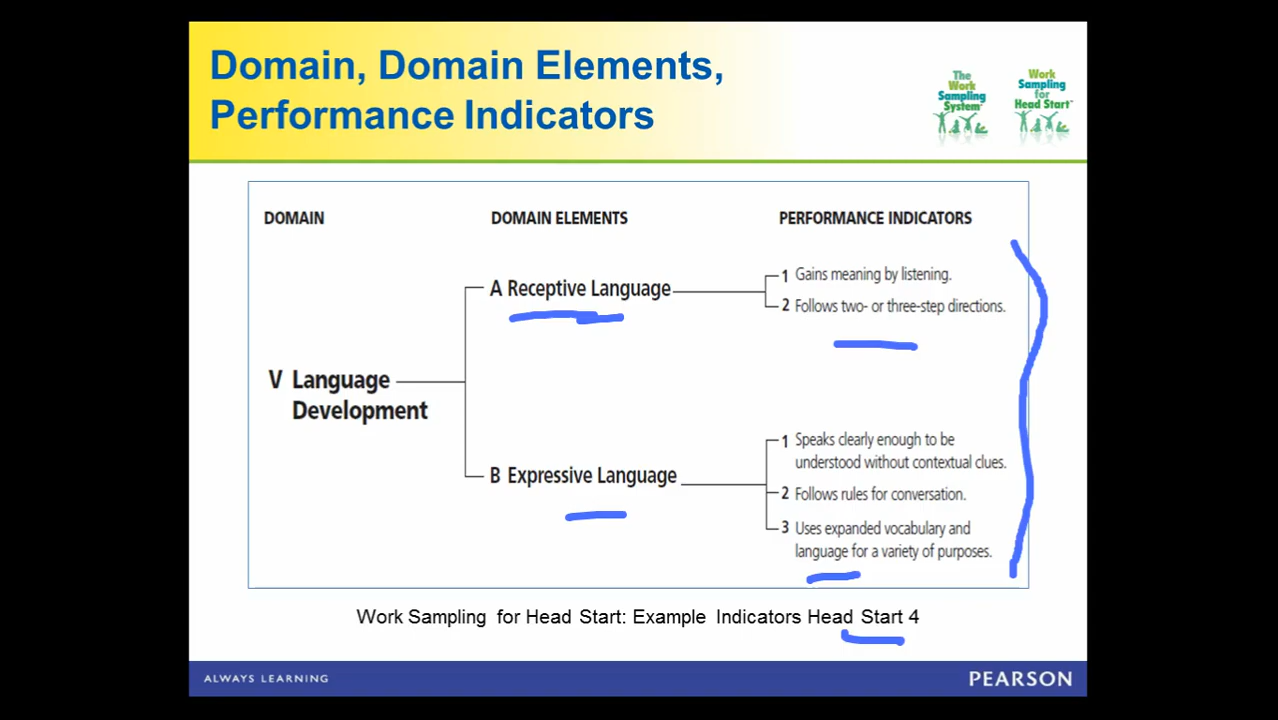 Domain, Domain Elements,
Performance Indicators
The
Work
Sampling
System
Work
Sampling
for
Head Start™
DOMAIN
DOMAIN ELEMENTS
PERFORMANCE INDICATORS
V Language
Development
A Receptive Language
1 Gains meaning by listening.
2 Follows two- or three-step directions.
B Expressive Language
1 Speaks clearly enough to be
understood without contextual clues.
2 Follows rules for conversation.
3 Uses expanded vocabulary and
language for a variety of purposes.
Work Sampling for Head Start: Example Indicators Head Start 4
ALWAYS LEARNING
PEARSON